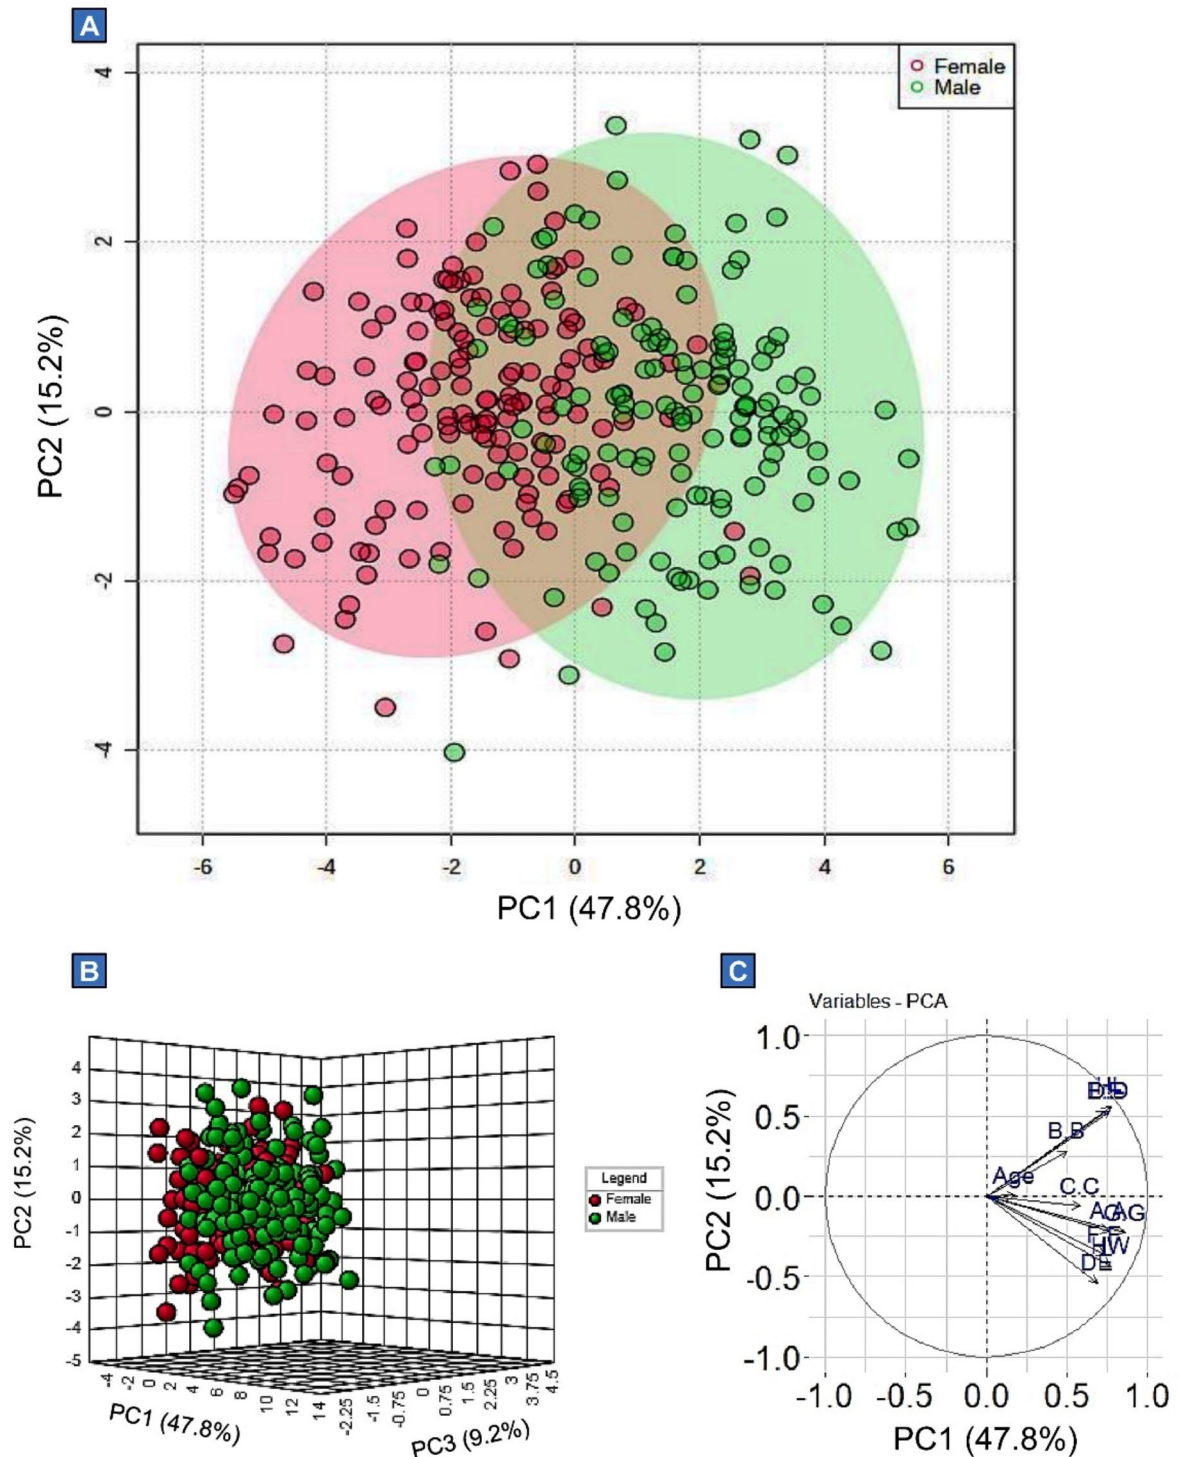 A
Female
Male
4
2
0
-2
-4
PC2 (15.2%)
-6 -4 -2 0 2 4 6
PC1 (47.8%)
B
4
3
2
1
0
-1
-2
-3
-4
-5
PC2 (15.2%)
-4 -2 0 2 4 6 8 10 12 14
PC1 (47.8%)
-2.25 -1.5 -0.75 0 0.75 1.5 2.25 3 3.75 4.5
PC3 (9.2%)
Legend
Female
Male
C
Variables - PCA
1.0
0.5
0.0
-0.5
-1.0
PC2 (15.2%)
B.B
Age
C.C
-1.0 -0.5 0.0 0.5 1.0
PC1 (47.8%)